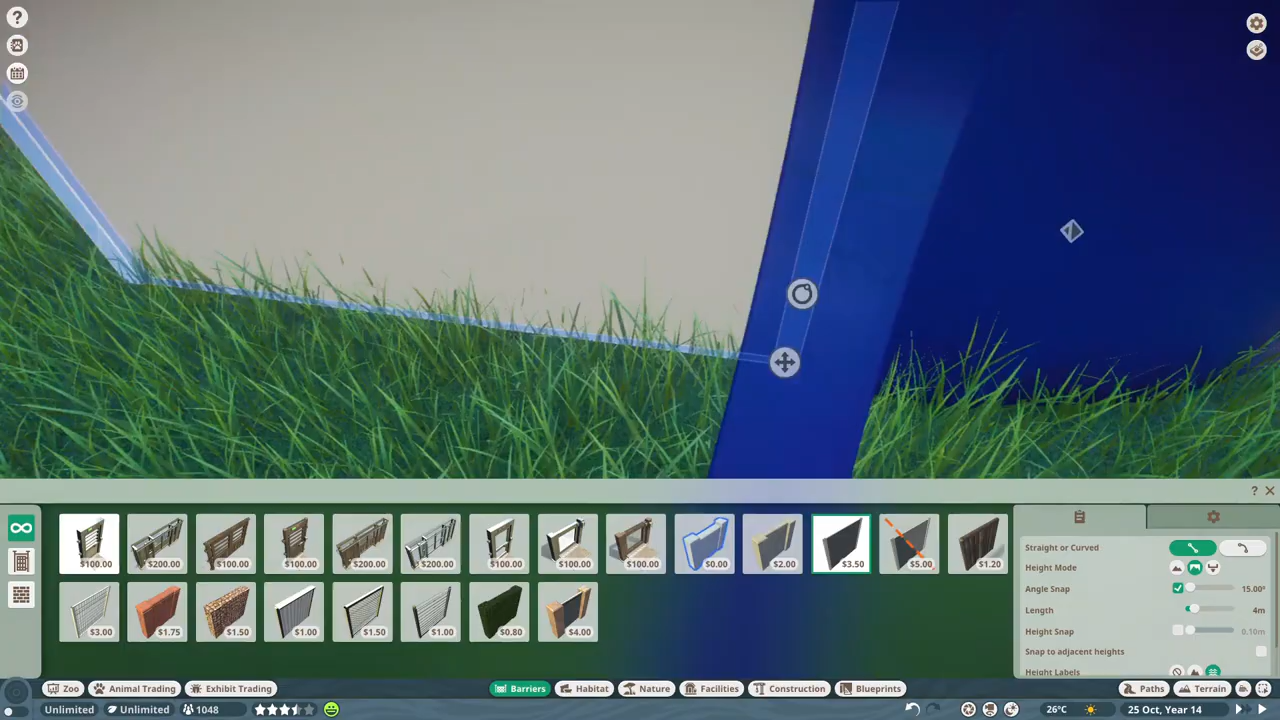 ?
? ×
$100.00 $200.00 $100.00 $100.00 $200.00 $200.00 $100.00 $100.00 $100.00 $0.00 $2.00 $3.50 $5.00 $1.20
$3.00 $1.75 $1.50 $1.00 $1.50 $1.00 $0.80 $4.00
Straight or Curved
Height Mode
Angle Snap 15.00°
Length 4m
Height Snap 0.10m
Snap to adjacent heights
Height Labels
Zoo Animal Trading Exhibit Trading Barriers Habitat Nature Facilities Construction Blueprints Paths Terrain
Unlimited Unlimited 1048 26°C 25 Oct, Year 14